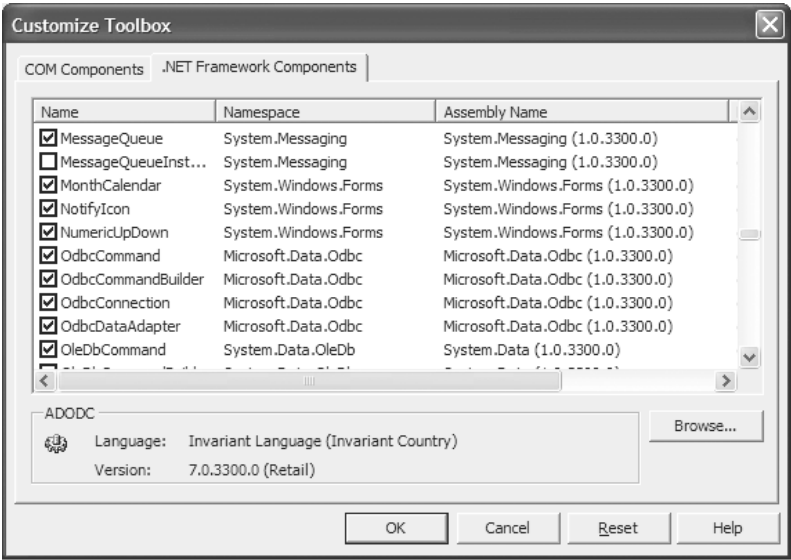 Customize Toolbox
COM Components .NET Framework Components
Name Namespace Assembly Name
MessageQueue System.Messaging System.Messaging (1.0.3300.0)
MessageQueueInst... System.Messaging System.Messaging (1.0.3300.0)
MonthCalendar System.Windows.Forms System.Windows.Forms (1.0.3300.0)
NotifyIcon System.Windows.Forms System.Windows.Forms (1.0.3300.0)
NumericUpDown System.Windows.Forms System.Windows.Forms (1.0.3300.0)
OdbcCommand Microsoft.Data.Odbc Microsoft.Data.Odbc (1.0.3300.0)
OdbcCommandBuilder Microsoft.Data.Odbc Microsoft.Data.Odbc (1.0.3300.0)
OdbcConnection Microsoft.Data.Odbc Microsoft.Data.Odbc (1.0.3300.0)
OdbcDataAdapter Microsoft.Data.Odbc Microsoft.Data.Odbc (1.0.3300.0)
OleDbCommand System.Data.OleDb System.Data (1.0.3300.0)
ADODC
Browse...
Language: Invariant Language (Invariant Country)
Version: 7.0.3300.0 (Retail)
OK Cancel Reset Help